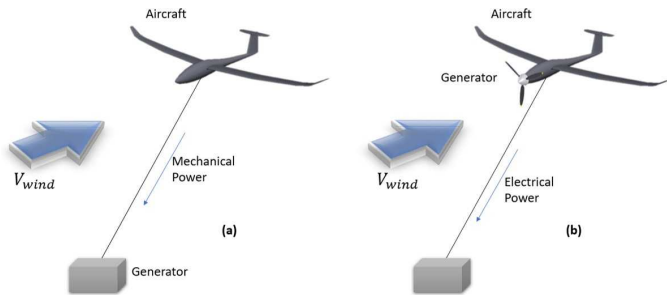 Aircraft
V_wind
Mechanical
Power
(a)
Generator
Aircraft
Generator
V_wind
Electrical
Power
(b)